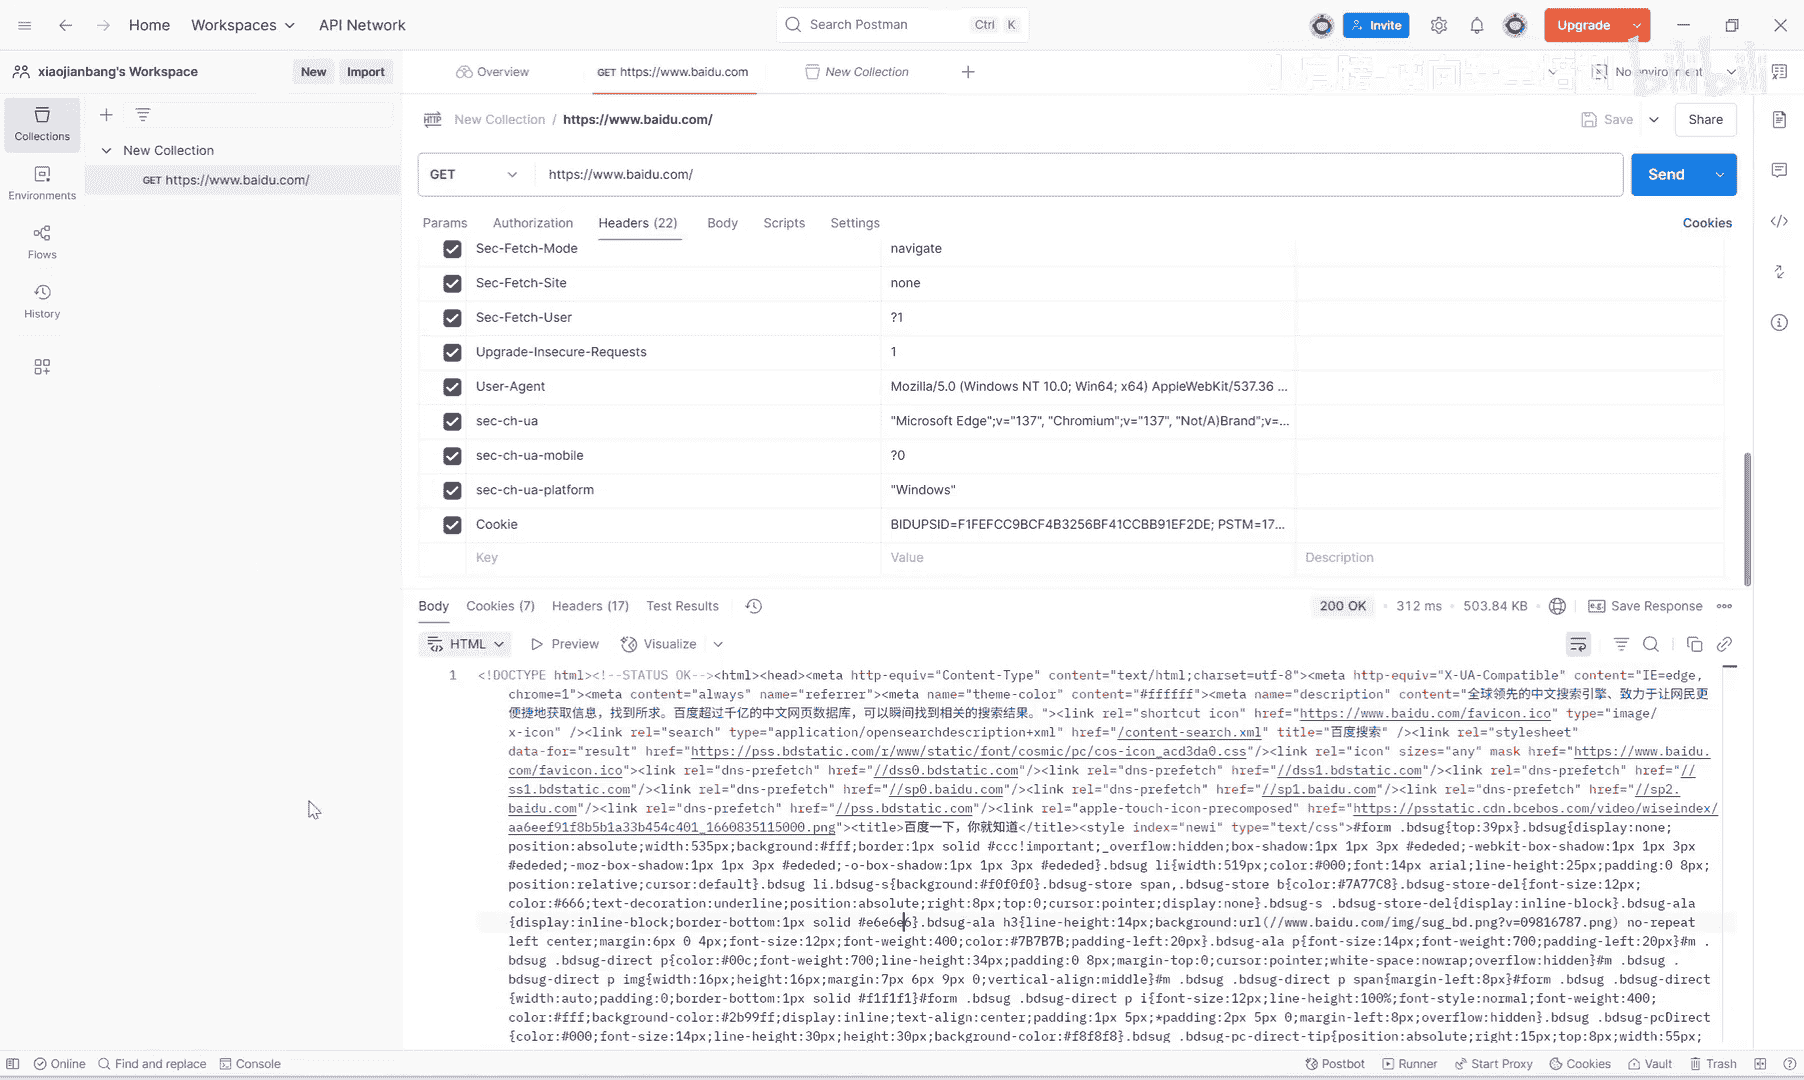 Home Workspaces API Network Search Postman Ctrl K Invite Upgrade
xiaojianbang's Workspace New Import Overview GET https://www.baidu.com New Collection No environment
Collections
Environments
Flows
History
New Collection
GET https://www.baidu.com/
New Collection / https://www.baidu.com/ Save Share
GET https://www.baidu.com/ Send
Params Authorization Headers (22) Body Scripts Settings Cookies
Sec-Fetch-Mode navigate
Sec-Fetch-Site none
Sec-Fetch-User ?1
Upgrade-Insecure-Requests 1
User-Agent Mozilla/5.0 (Windows NT 10.0; Win64; x64) AppleWebKit/537.36 ...
sec-ch-ua "Microsoft Edge";v="137", "Chromium";v="137", "Not/A)Brand";v=...
sec-ch-ua-mobile ?0
sec-ch-ua-platform "Windows"
Cookie BIDUPSID=F1FEFCC9BCF4B3256BF41CCBB91EF2DE; PSTM=17...
Key Value Description
Body Cookies (7) Headers (17) Test Results 200 OK 312 ms 503.84 KB e.g. Save Response
HTML Preview Visualize
1 <!DOCTYPE html><!--STATUS OK--><html><head><meta http-equiv="Content-Type" content="text/html;charset=utf-8"><meta http-equiv="X-UA-Compatible" content="IE=edge,
chrome=1"><meta content="always" name="referrer"><meta name="theme-color" content="#ffffff"><meta name="description" content="全球领先的中文搜索引擎、致力于让网民更
便捷地获取信息，找到所求。百度超过千亿的中文网页数据库，可以瞬间找到相关的搜索结果。"><link rel="shortcut icon" href="https://www.baidu.com/favicon.ico" type="image/
x-icon" /><link rel="search" type="application/opensearchdescription+xml" href="/content-search.xml" title="百度搜索" /><link rel="stylesheet"
data-for="result" href="https://pss.bdstatic.com/r/www/static/font/cosmic/pc/cos-icon_acd3da0.css"/><link rel="icon" sizes="any" mask href="https://www.baidu.
com/favicon.ico"><link rel="dns-prefetch" href="//dss0.bdstatic.com"/><link rel="dns-prefetch" href="//dss1.bdstatic.com"/><link rel="dns-prefetch" href="//
ss1.bdstatic.com"/><link rel="dns-prefetch" href="//sp0.baidu.com"/><link rel="dns-prefetch" href="//sp1.baidu.com"/><link rel="dns-prefetch" href="//sp2.
baidu.com"/><link rel="dns-prefetch" href="//pss.bdstatic.com"/><link rel="apple-touch-icon-precomposed" href="https://psstatic.cdn.bcebos.com/video/wiseindex/
aa6eef91f8b5b1a33b454c401_1660835115000.png"><title>百度一下，你就知道</title><style index="newi" type="text/css">#form .bdsug{top:39px}.bdsug{display:none;
position:absolute;width:535px;background:#fff;border:1px solid #ccc!important;_overflow:hidden;box-shadow:1px 1px 3px #ededed;-webkit-box-shadow:1px 1px 3px
#ededed;-moz-box-shadow:1px 1px 3px #ededed;-o-box-shadow:1px 1px 3px #ededed}.bdsug li{width:519px;color:#000;font:14px arial;line-height:25px;padding:0 8px;
position:relative;cursor:default}.bdsug li.bdsug-s{background:#f0f0f0}.bdsug-store span,.bdsug-store b{color:#7A77C8}.bdsug-store-del{font-size:12px;
color:#666;text-decoration:underline;position:absolute;right:8px;top:0;cursor:pointer;display:none}.bdsug-s .bdsug-store-del{display:inline-block}.bdsug-ala
{display:inline-block;border-bottom:1px solid #e6e6e6}.bdsug-ala h3{line-height:14px;background:url(//www.baidu.com/img/sug_bd.png?v=09816787.png) no-repeat
left center;margin:6px 0 4px;font-size:12px;font-weight:400;color:#7B7B7B;padding-left:20px}.bdsug-ala p{font-size:14px;font-weight:700;padding-left:20px}#m .
bdsug .bdsug-direct p{color:#00c;font-weight:700;line-height:34px;padding:0 8px;margin-top:0;cursor:pointer;white-space:nowrap;overflow:hidden}#m .bdsug .
bdsug-direct p img{width:16px;height:16px;margin:7px 6px 9px 0;vertical-align:middle}#m .bdsug .bdsug-direct p span{margin-left:8px}#form .bdsug .bdsug-direct
{width:auto;padding:0;border-bottom:1px solid #f1f1f1}#form .bdsug .bdsug-direct p i{font-size:12px;line-height:100%;font-style:normal;font-weight:400;
color:#fff;background-color:#2b99ff;display:inline;text-align:center;padding:1px 5px;*padding:2px 5px 0;margin-left:8px;overflow:hidden}.bdsug .bdsug-pcDirect
{color:#000;font-size:14px;line-height:30px;height:30px;background-color:#f8f8f8}.bdsug .bdsug-pc-direct-tip{position:absolute;right:15px;top:8px;width:55px;
Online Find and replace Console Postbot Runner Start Proxy Cookies Vault Trash